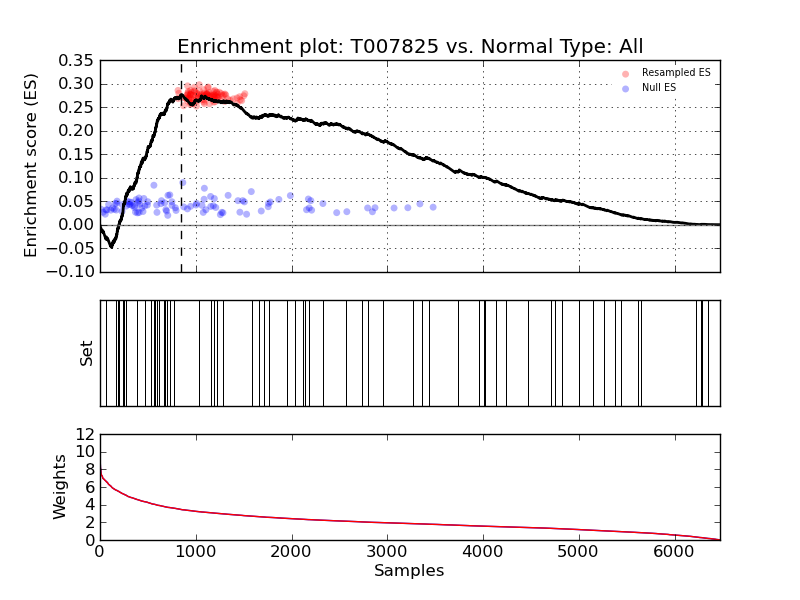 Enrichment plot: T007825 vs. Normal Type: All
0.35
0.30
0.25
0.20
0.15
0.10
0.05
0.00
−0.05
−0.10
Enrichment score (ES)
Resampled ES
Null ES
Set
12
10
8
6
4
2
0
Weights
0 1000 2000 3000 4000 5000 6000
Samples